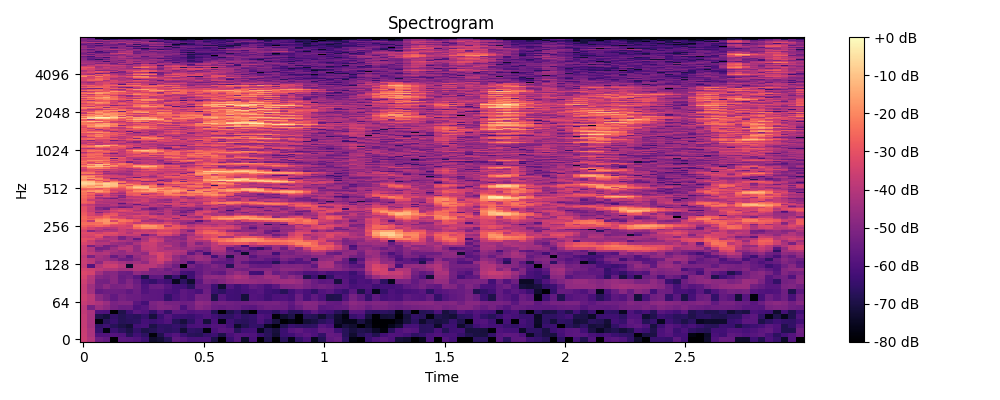 Spectrogram
Hz
4096
2048
1024
512
256
128
64
0
0
0.5
1
1.5
2
2.5
Time
+0 dB
-10 dB
-20 dB
-30 dB
-40 dB
-50 dB
-60 dB
-70 dB
-80 dB